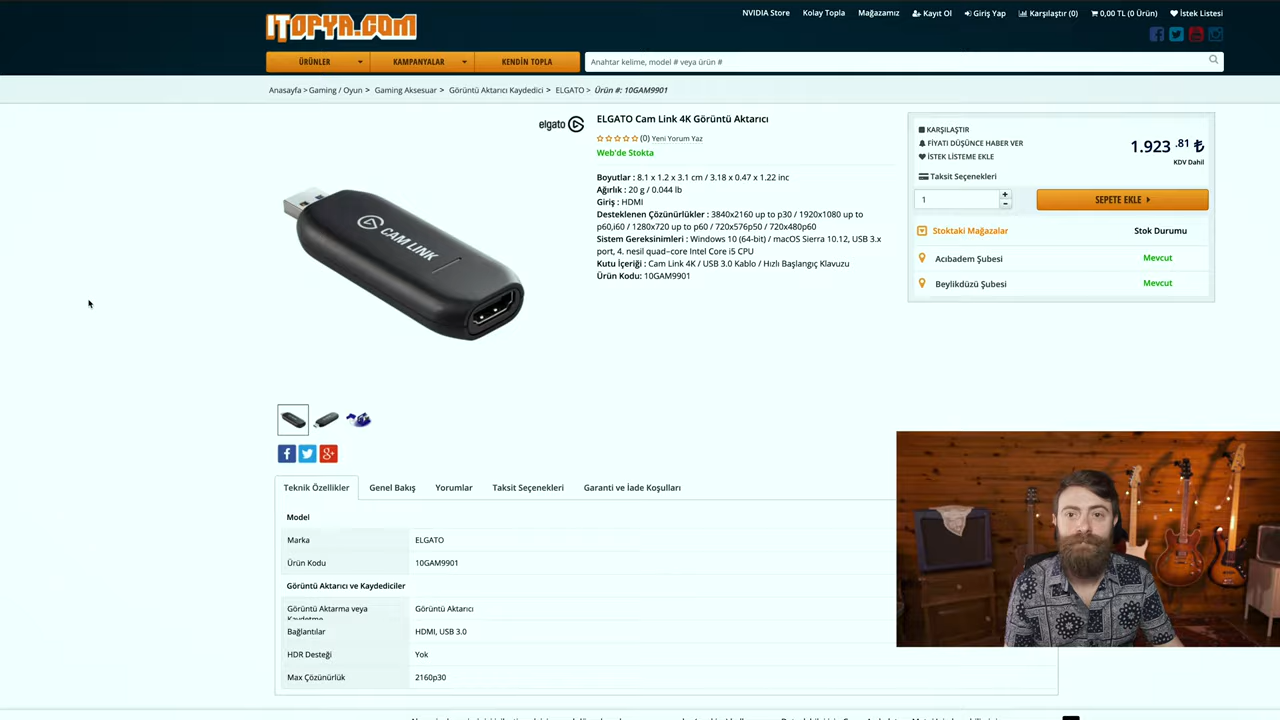 ITOPYA.COM
NVIDIA Store
Kolay Topla
Mağazamız
Kayıt Ol
Giriş Yap
Karşılaştır (0)
0,00 TL (0 Ürün)
İstek Listesi
ÜRÜNLER
KAMPANYALAR
KENDİN TOPLA
Anahtar kelime, model # veya ürün #
Anasayfa > Gaming / Oyun > Gaming Aksesuar > Görüntü Aktarıcı Kaydedici > ELGATO > Ürün #: 10GAM9901
elgato
ELGATO Cam Link 4K Görüntü Aktarıcı
(0) Yeni Yorum Yaz
Web'de Stokta
Boyutlar : 8.1 x 1.2 x 3.1 cm / 3.18 x 0.47 x 1.22 inc
Ağırlık : 20 g / 0.044 lb
Giriş : HDMI
Desteklenen Çözünürlükler : 3840x2160 up to p30 / 1920x1080 up to
p60,i60 / 1280x720 up to p60 / 720x576p50 / 720x480p60
Sistem Gereksinimleri : Windows 10 (64-bit) / macOS Sierra 10.12, USB 3.x
port, 4. nesil quad-core Intel Core i5 CPU
Kutu İçeriği : Cam Link 4K / USB 3.0 Kablo / Hızlı Başlangıç Klavuzu
Ürün Kodu: 10GAM9901
KARŞILAŞTIR
FİYATI DÜŞÜNCE HABER VER
İSTEK LİSTEME EKLE
1.923 .81 ₺
KDV Dahil
Taksit Seçenekleri
1
SEPETE EKLE
Stoktaki Mağazalar
Stok Durumu
Acıbadem Şubesi
Mevcut
Beylikdüzü Şubesi
Mevcut
CAM LINK
Teknik Özellikler
Genel Bakış
Yorumlar
Taksit Seçenekleri
Garanti ve İade Koşulları
Model
Marka
ELGATO
Ürün Kodu
10GAM9901
Görüntü Aktarıcı ve Kaydediciler
Görüntü Aktarma veya
Kaydetme
Görüntü Aktarıcı
Bağlantılar
HDMI, USB 3.0
HDR Desteği
Yok
Max Çözünürlük
2160p30